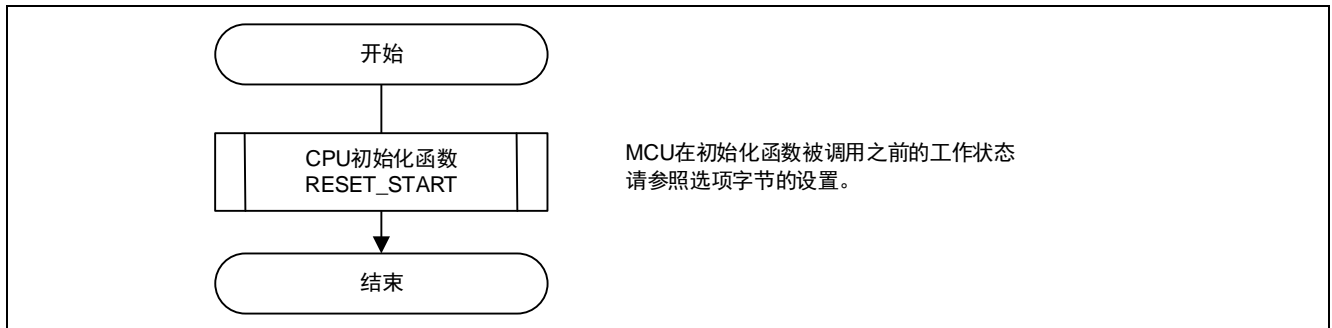 开始
CPU初始化函数
RESET_START
MCU在初始化函数被调用之前的工作状态
请参照选项字节的设置。
结束